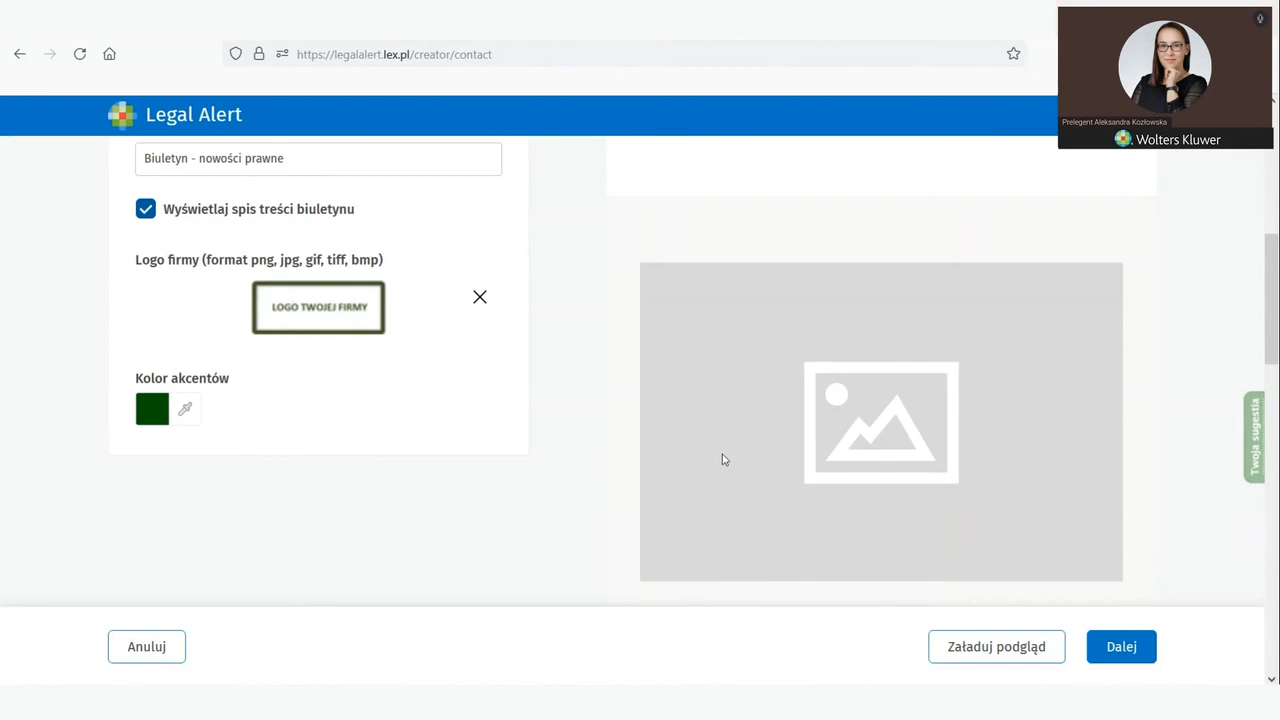 https://legalalert.lex.pl/creator/contact
Prelegent Aleksandra Kozłowska
Wolters Kluwer
Legal Alert
Biuletyn - nowości prawne
Wyświetlaj spis treści biuletynu
Logo firmy (format png, jpg, gif, tiff, bmp)
LOGO TWOJEJ FIRMY
Kolor akcentów
Twoja sugestia
Anuluj
Załaduj podgląd
Dalej